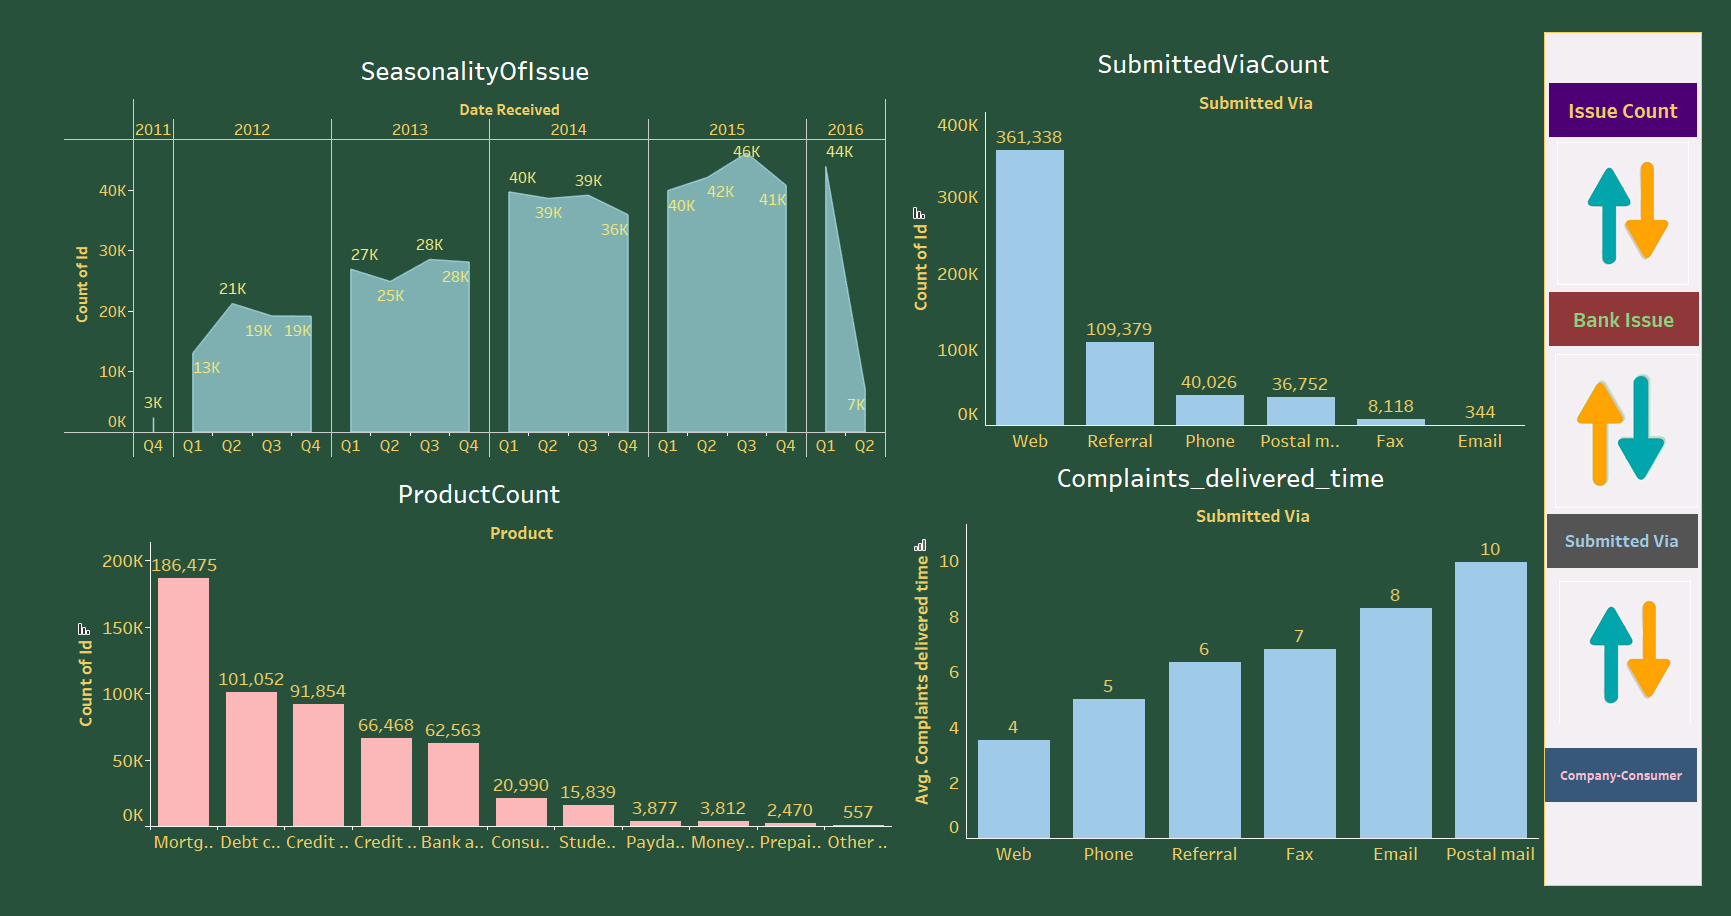 SeasonalityOfIssue
Date Received
2011 2012 2013 2014 2015 2016
Count of Id
40K
30K
20K
10K
0K
3K
13K 21K 19K 19K
27K 25K 28K 28K
40K 39K 39K 36K
40K 42K 46K 41K
44K 7K
Q4 Q1 Q2 Q3 Q4 Q1 Q2 Q3 Q4 Q1 Q2 Q3 Q4 Q1 Q2 Q3 Q4 Q1 Q2
SubmittedViaCount
Submitted Via
Count of Id
400K
300K
200K
100K
0K
361,338 109,379 40,026 36,752 8,118 344
Web Referral Phone Postal m.. Fax Email
ProductCount
Product
Count of Id
200K
150K
100K
50K
0K
186,475 101,052 91,854 66,468 62,563 20,990 15,839 3,877 3,812 2,470 557
Mortg.. Debt c.. Credit .. Credit .. Bank a.. Consu.. Stude.. Payda.. Money.. Prepai.. Other ..
Complaints_delivered_time
Submitted Via
Avg. Complaints delivered time
10
8
6
4
2
0
4 5 6 7 8 10
Web Phone Referral Fax Email Postal mail
Issue Count
Bank Issue
Submitted Via
Company-Consumer